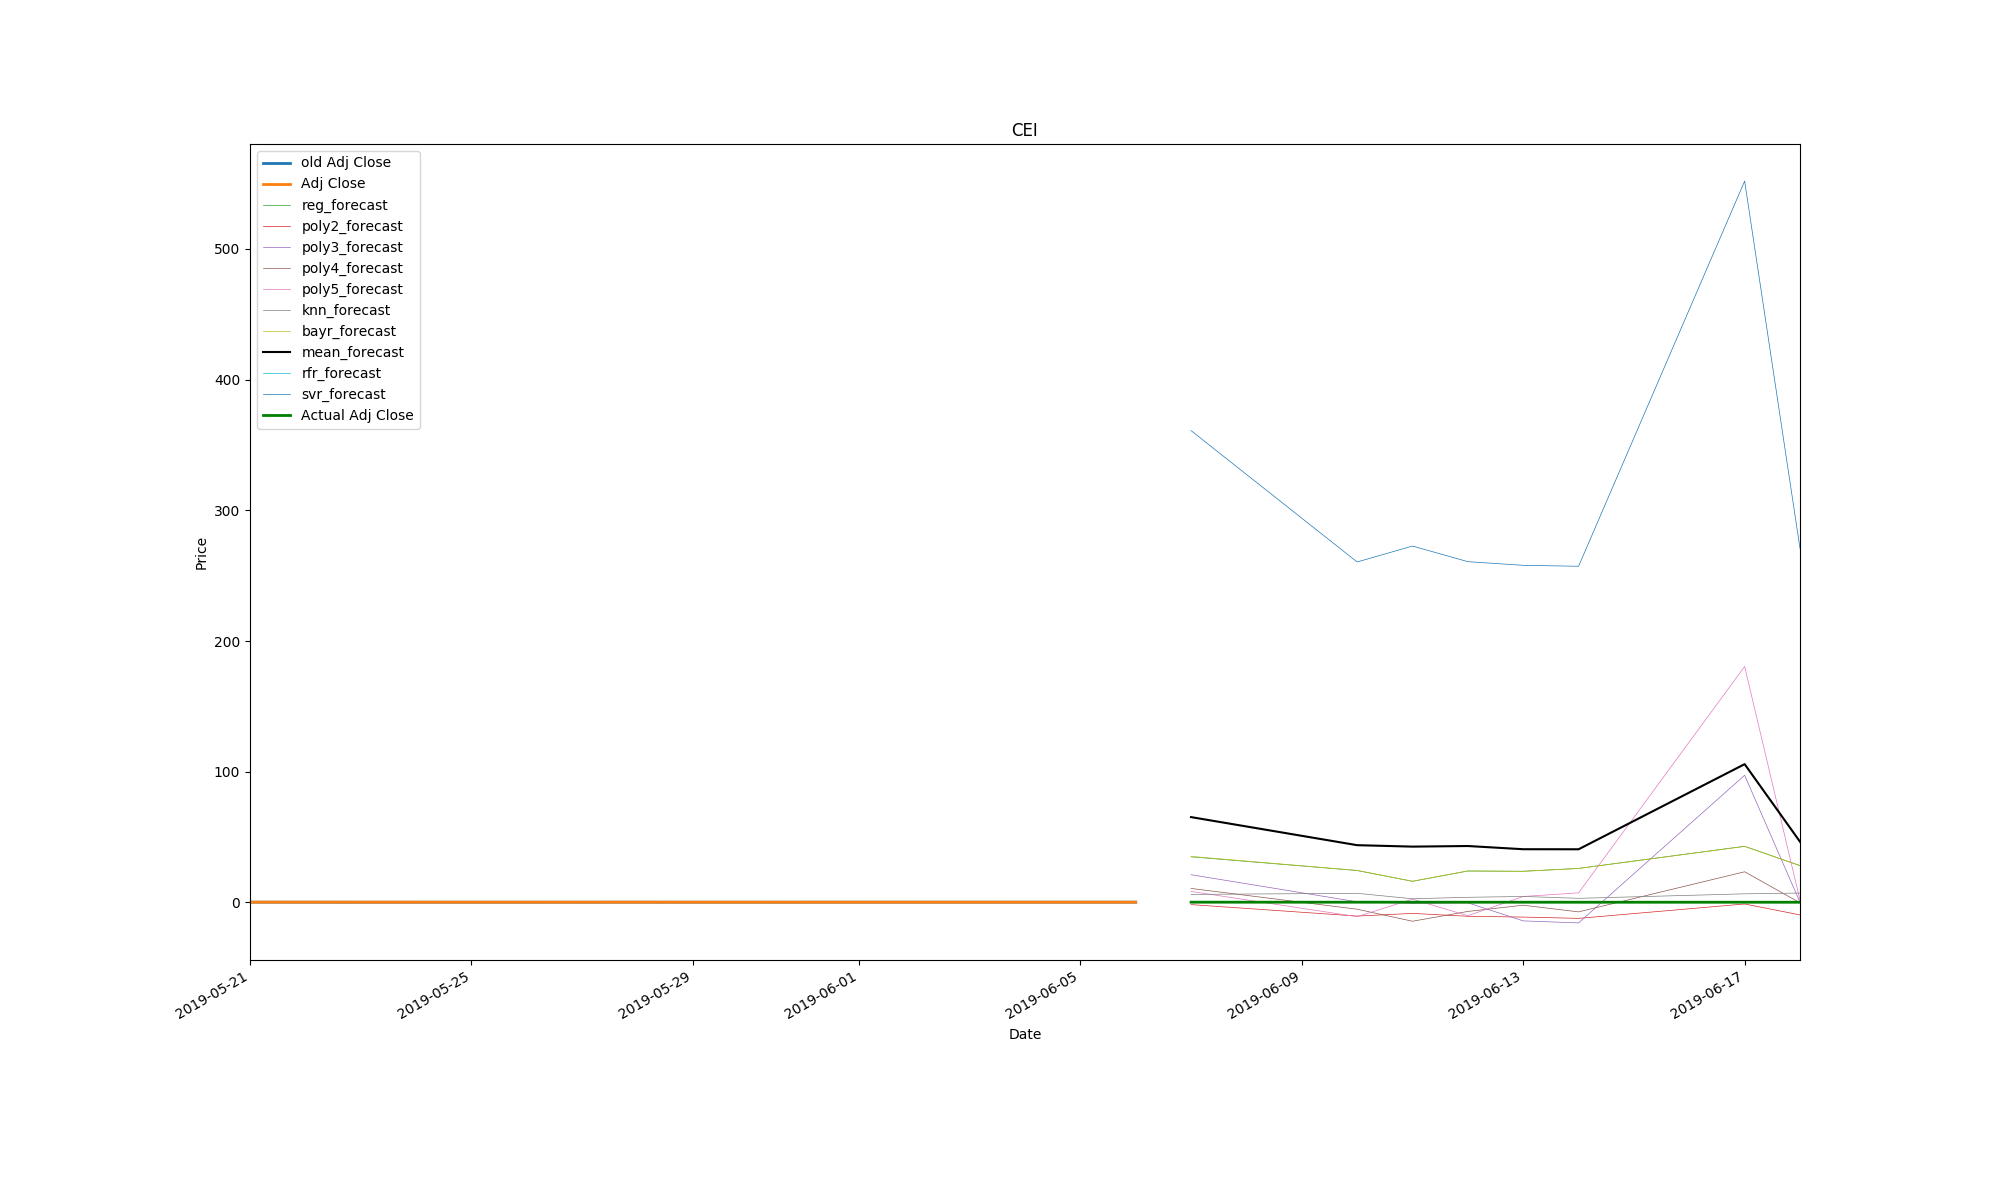 CEI
old Adj Close
Adj Close
reg_forecast
poly2_forecast
poly3_forecast
poly4_forecast
poly5_forecast
knn_forecast
bayr_forecast
mean_forecast
rfr_forecast
svr_forecast
Actual Adj Close
500
400
300
200
100
0
Price
2019-05-21
2019-05-25
2019-05-29
2019-06-01
2019-06-05
2019-06-09
2019-06-13
2019-06-17
Date